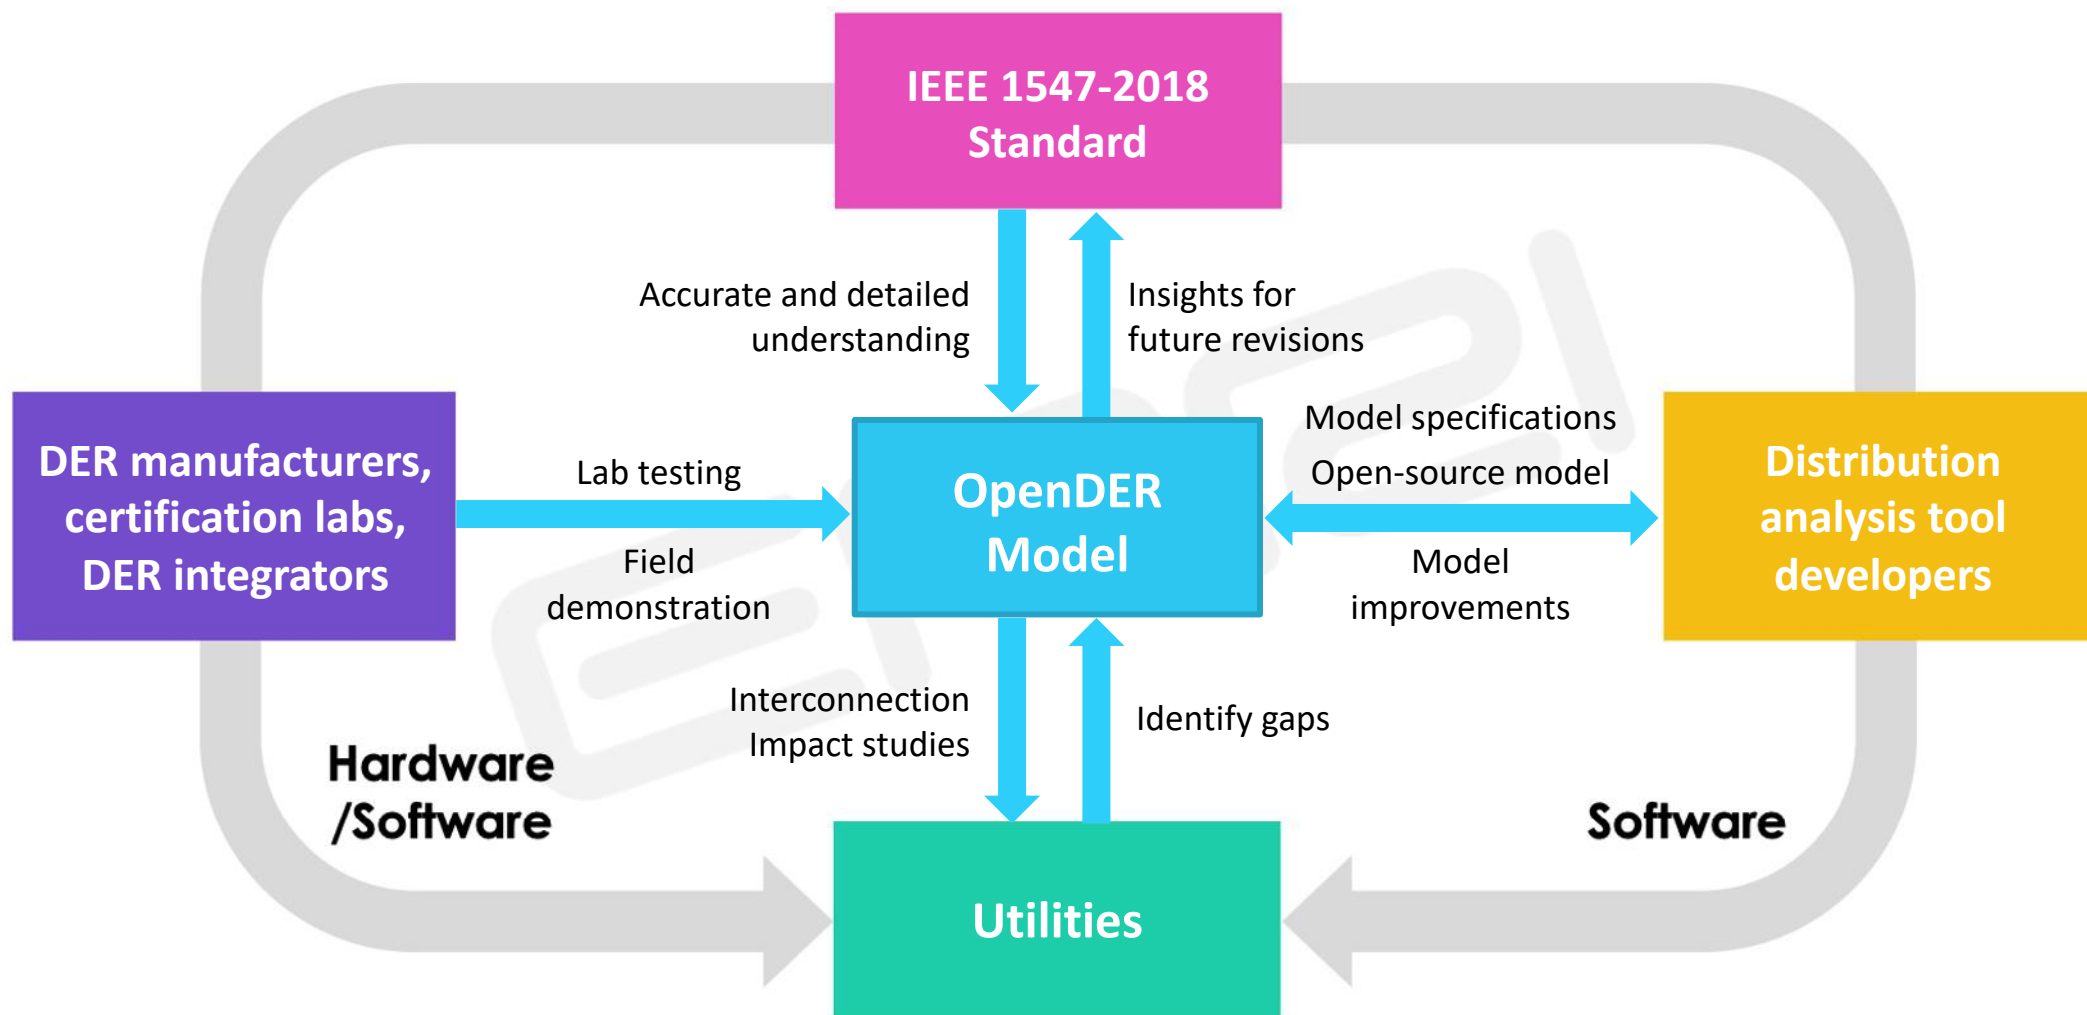 IEEE 1547-2018
Standard
Accurate and detailed
understanding
Insights for
future revisions
DER manufacturers,
certification labs,
DER integrators
Lab testing
Field
demonstration
OpenDER
Model
Model specifications
Open-source model
Model
improvements
Distribution
analysis tool
developers
Interconnection
Impact studies
Identify gaps
Hardware
/Software
Software
Utilities
EPRI